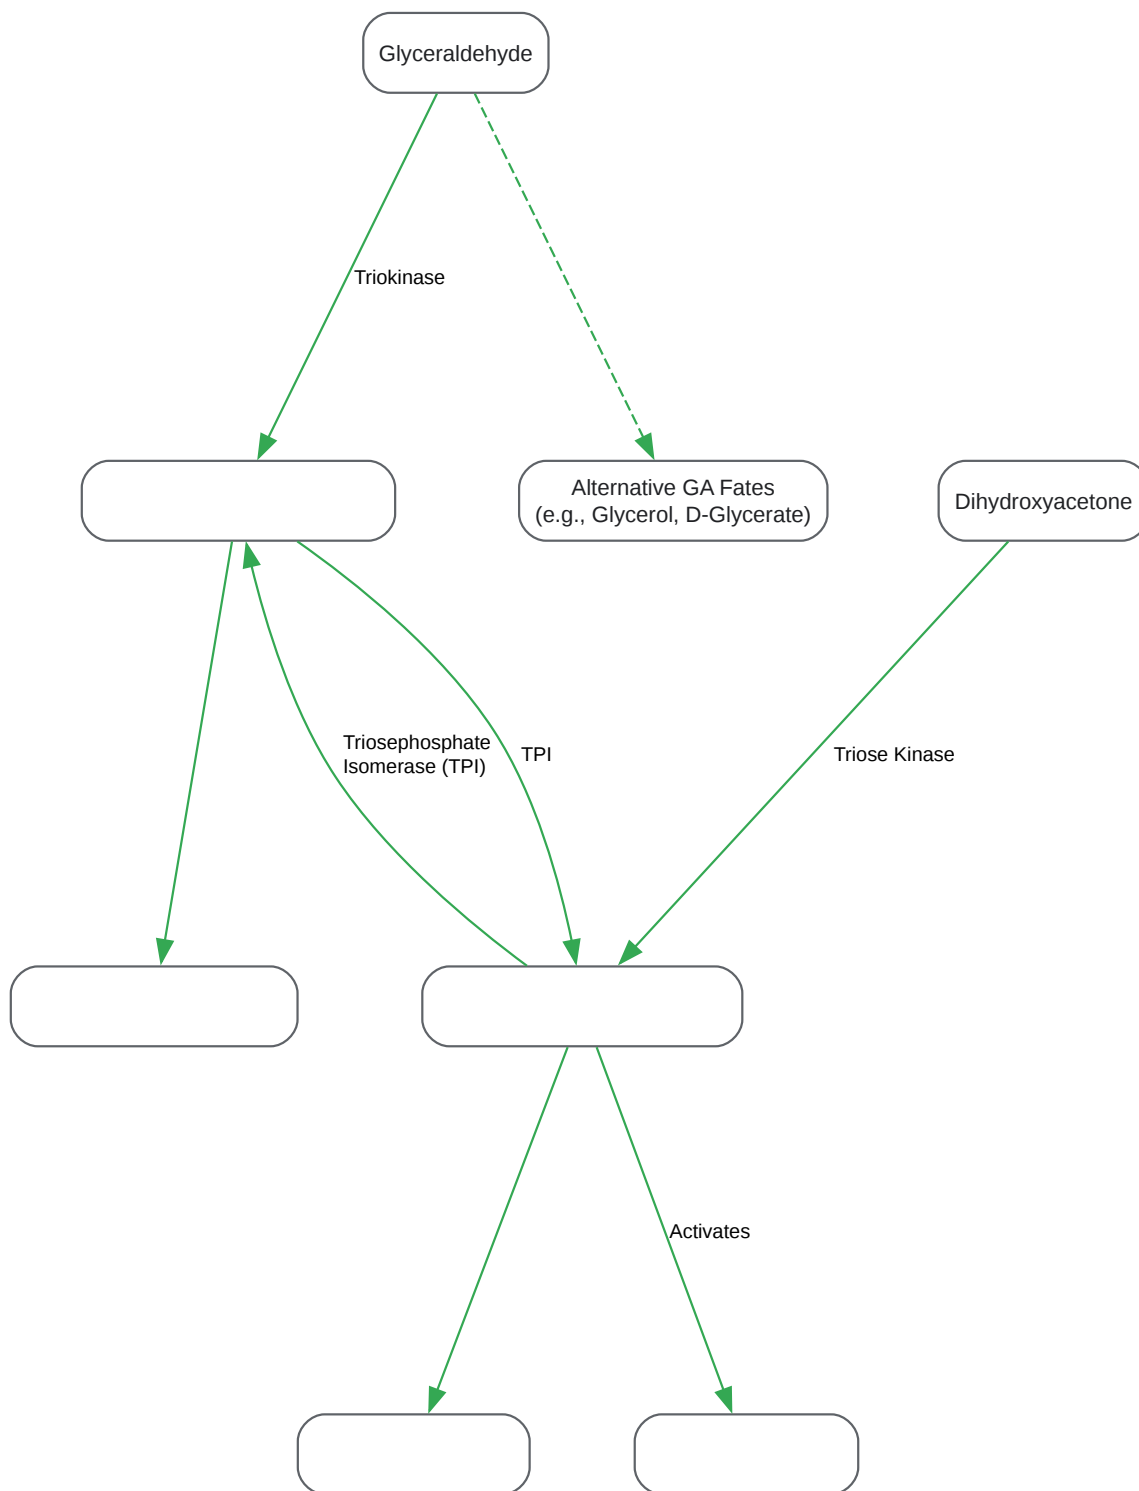 Glyceraldehyde
Triokinase
Alternative GA Fates
(e.g., Glycerol, D-Glycerate)
Dihydroxyacetone
Triosephosphate
Isomerase (TPI)
TPI
Triose Kinase
Activates